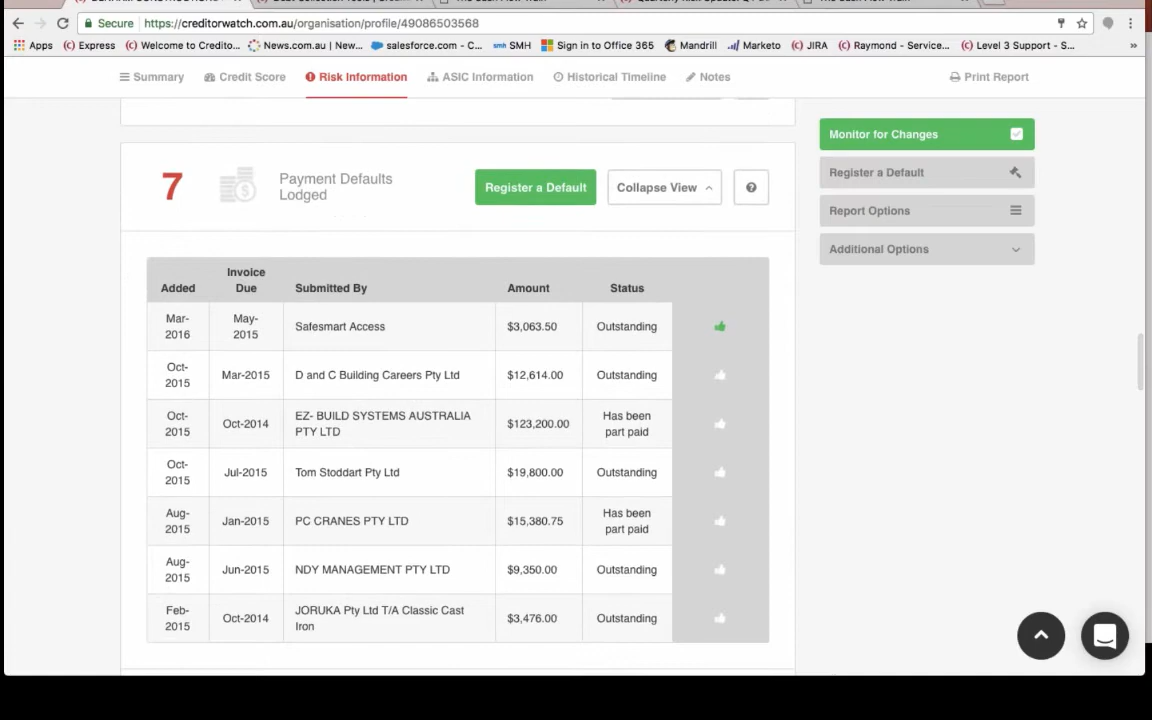 Secure https://creditorwatch.com.au/organisation/profile/49086503568
Apps (c) Express (c) Welcome to Credito... News.com.au | New... salesforce.com - C... smh SMH Sign in to Office 365 Mandrill Marketo (c) JIRA (c) Raymond - Service... (c) Level 3 Support - S... »
Summary Credit Score Risk Information ASIC Information Historical Timeline Notes Print Report
Monitor for Changes
Register a Default
Report Options
Additional Options
7 Payment Defaults Lodged Register a Default Collapse View ?
Added Invoice Due Submitted By Amount Status
Mar-2016 May-2015 Safesmart Access $3,063.50 Outstanding
Oct-2015 Mar-2015 D and C Building Careers Pty Ltd $12,614.00 Outstanding
Oct-2015 Oct-2014 EZ- BUILD SYSTEMS AUSTRALIA PTY LTD $123,200.00 Has been part paid
Oct-2015 Jul-2015 Tom Stoddart Pty Ltd $19,800.00 Outstanding
Aug-2015 Jan-2015 PC CRANES PTY LTD $15,380.75 Has been part paid
Aug-2015 Jun-2015 NDY MANAGEMENT PTY LTD $9,350.00 Outstanding
Feb-2015 Oct-2014 JORUKA Pty Ltd T/A Classic Cast Iron $3,476.00 Outstanding